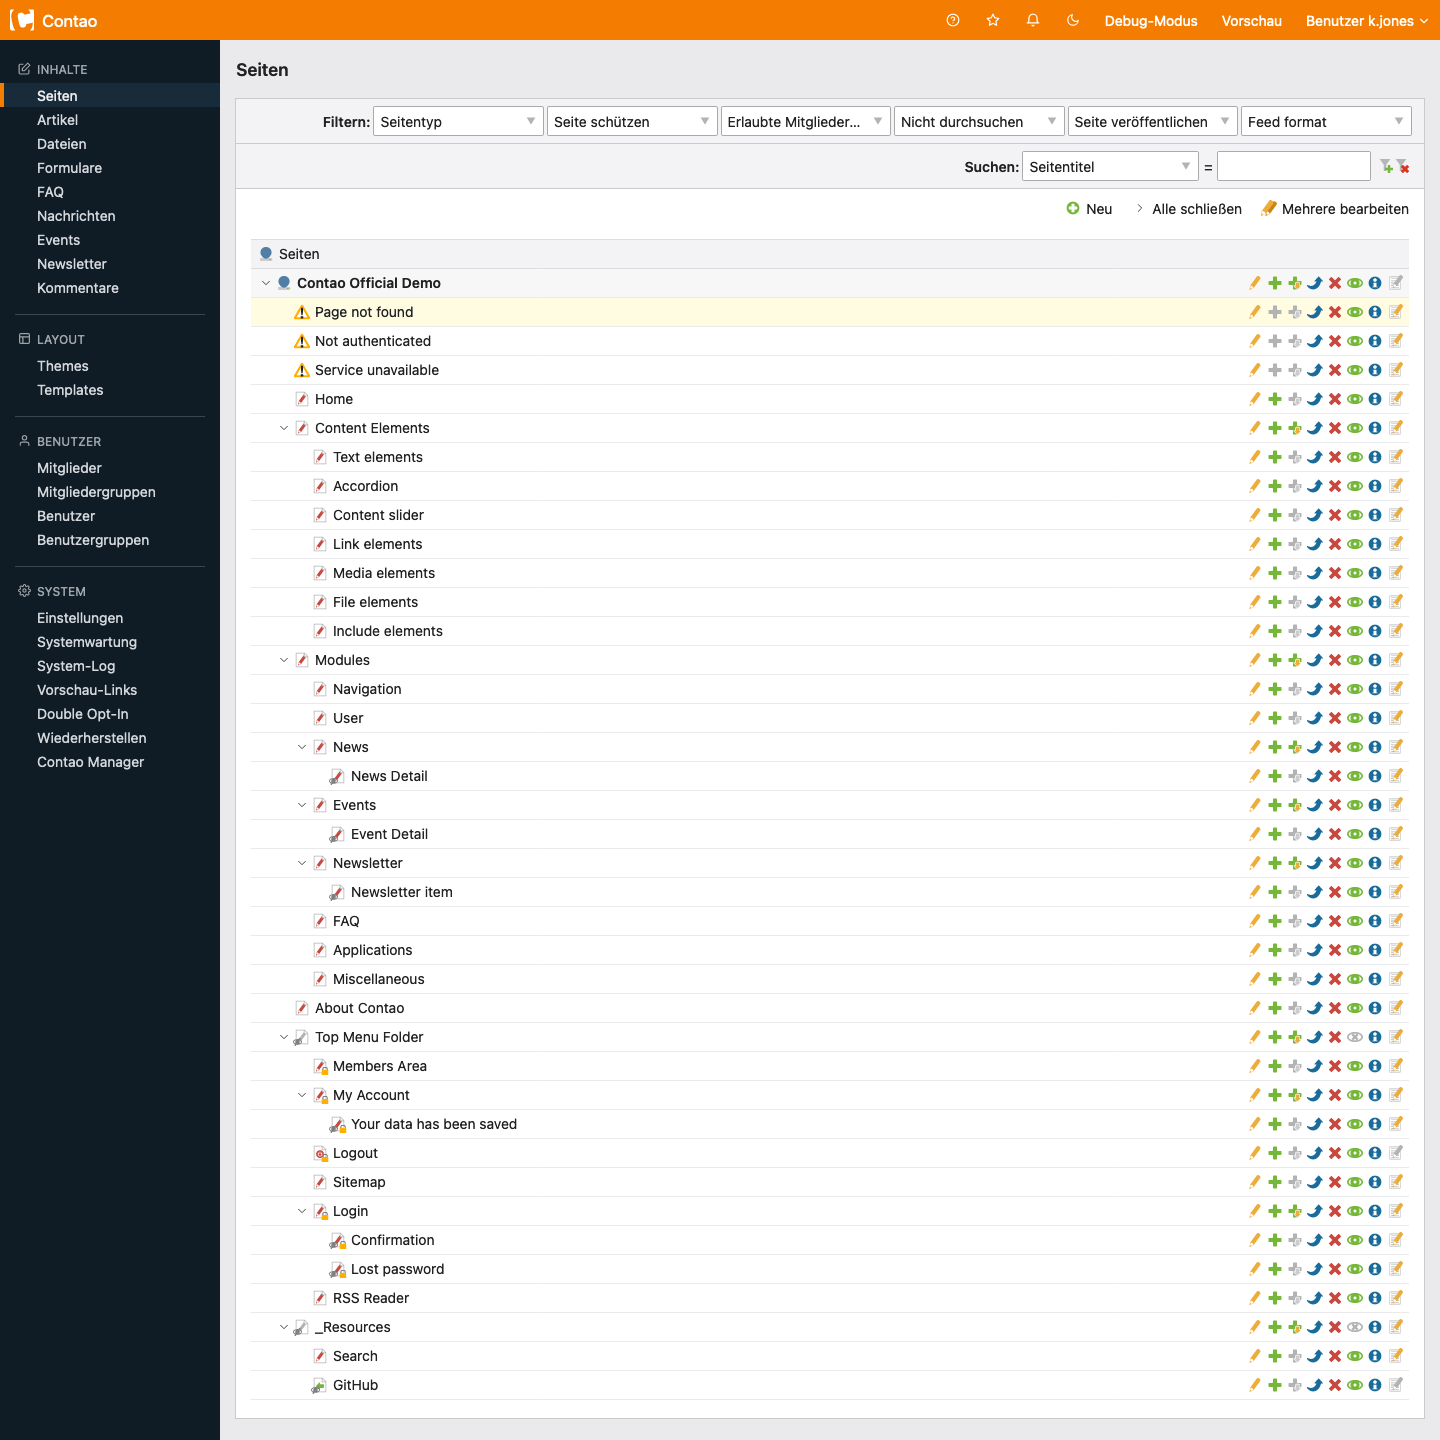 Contao
Debug-Modus Vorschau Benutzer k.jones
INHALTE
Seiten
Artikel
Dateien
Formulare
FAQ
Nachrichten
Events
Newsletter
Kommentare
LAYOUT
Themes
Templates
BENUTZER
Mitglieder
Mitgliedergruppen
Benutzer
Benutzergruppen
SYSTEM
Einstellungen
Systemwartung
System-Log
Vorschau-Links
Double Opt-In
Wiederherstellen
Contao Manager
Seiten
Filtern: Seitentyp Seite schützen Erlaubte Mitglieder... Nicht durchsuchen Seite veröffentlichen Feed format
Suchen: Seitentitel =
Neu Alle schließen Mehrere bearbeiten
Seiten
Contao Official Demo
Page not found
Not authenticated
Service unavailable
Home
Content Elements
Text elements
Accordion
Content slider
Link elements
Media elements
File elements
Include elements
Modules
Navigation
User
News
News Detail
Events
Event Detail
Newsletter
Newsletter item
FAQ
Applications
Miscellaneous
About Contao
Top Menu Folder
Members Area
My Account
Your data has been saved
Logout
Sitemap
Login
Confirmation
Lost password
RSS Reader
_Resources
Search
GitHub